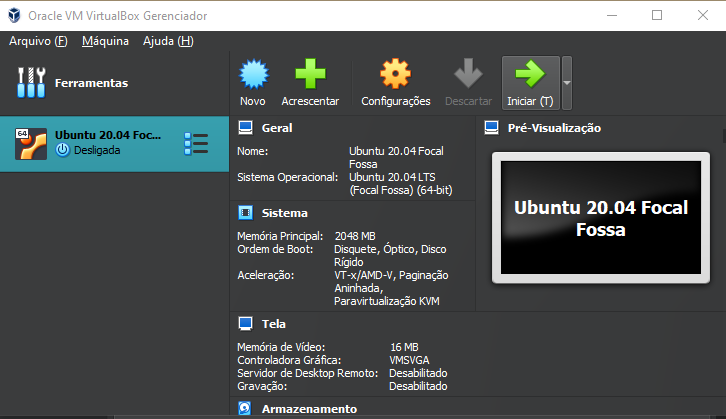 Oracle VM VirtualBox Gerenciador
Arquivo (F) Máquina Ajuda (H)
Ferramentas
Novo Acrescentar Configurações Descartar Iniciar (T)
64
Ubuntu 20.04 Foc...
Desligada
Geral
Nome: Ubuntu 20.04 Focal
Fossa
Sistema Operacional: Ubuntu 20.04 LTS
(Focal Fossa) (64-bit)
Pré-Visualização
Ubuntu 20.04 Focal
Fossa
Sistema
Memória Principal: 2048 MB
Ordem de Boot: Disquete, Óptico, Disco
Rígido
Aceleração: VT-x/AMD-V, Paginação
Aninhada,
Paravirtualização KVM
Tela
Memória de Vídeo: 16 MB
Controladora Gráfica: VMSVGA
Servidor de Desktop Remoto: Desabilitado
Gravação: Desabilitado
Armazenamento